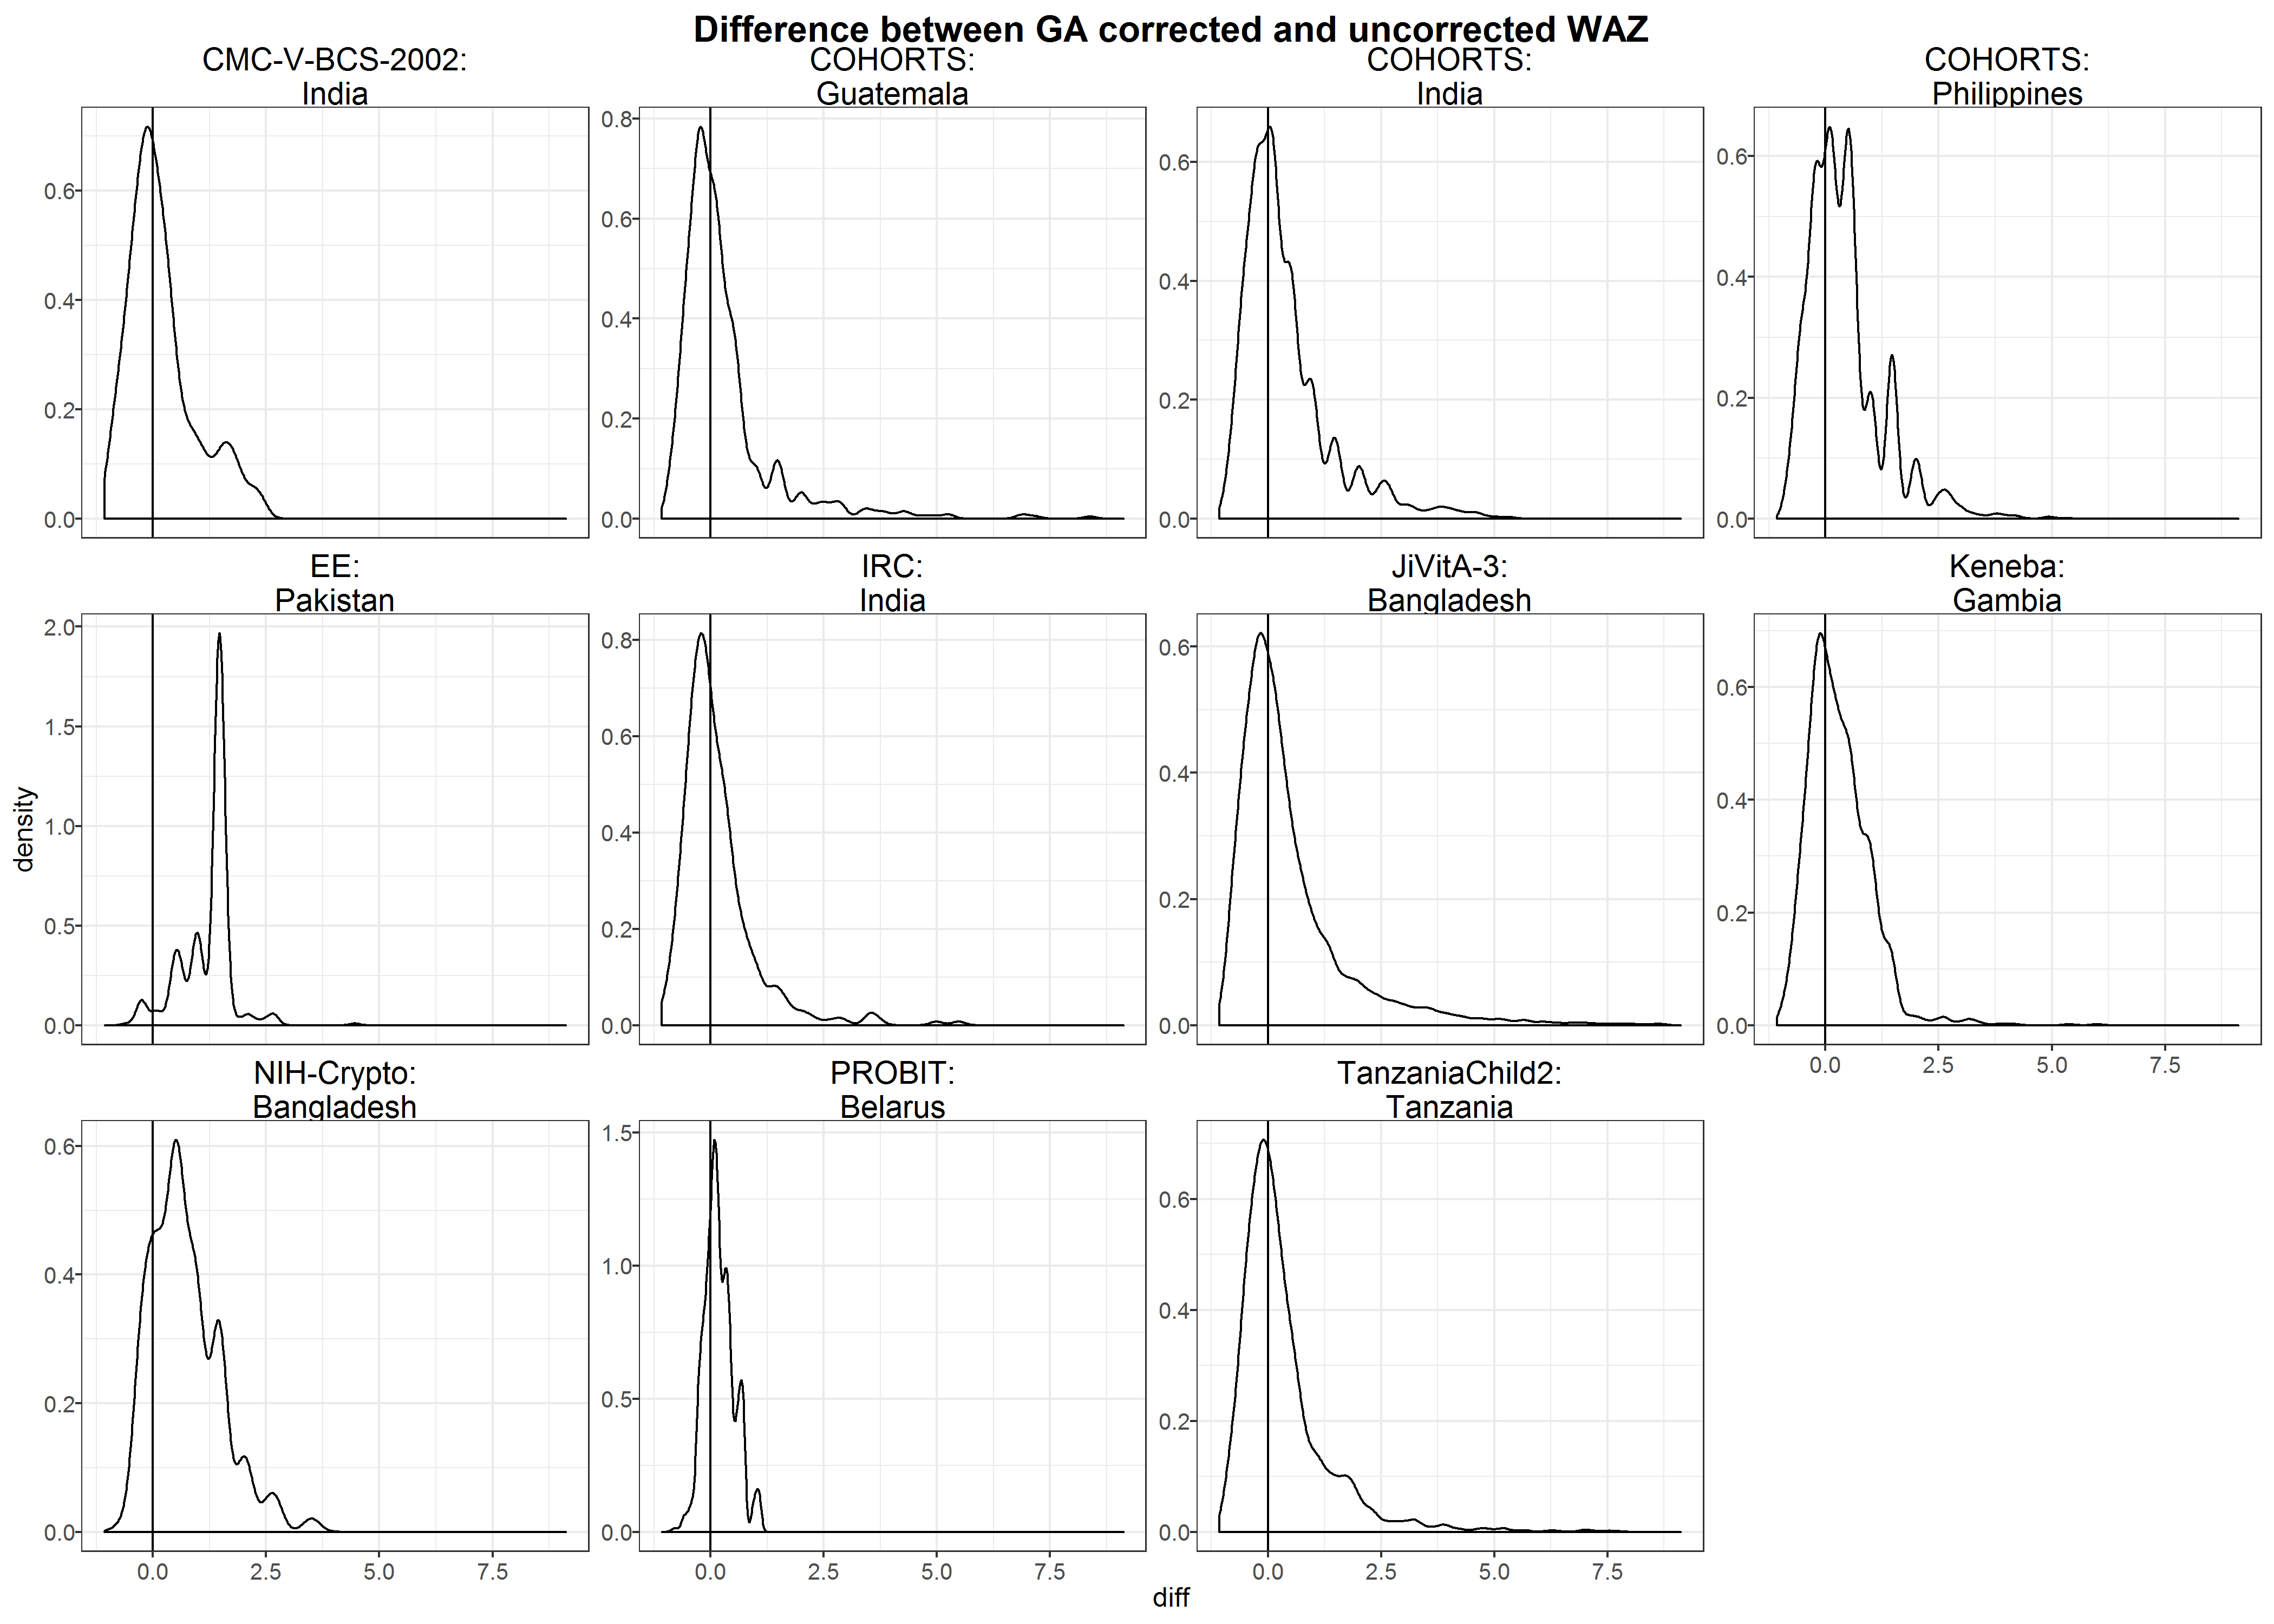 Difference between GA corrected and uncorrected WAZ
CMC-V-BCS-2002:
India
COHORTS:
Guatemala
COHORTS:
India
COHORTS:
Philippines
0.6
0.4
0.2
0.0
0.8
0.6
0.4
0.2
0.0
0.6
0.4
0.2
0.0
0.6
0.4
0.2
0.0
EE:
Pakistan
IRC:
India
JiVitA-3:
Bangladesh
Keneba:
Gambia
2.0
1.5
1.0
0.5
0.0
0.8
0.6
0.4
0.2
0.0
0.6
0.4
0.2
0.0
0.6
0.4
0.2
0.0
0.0 2.5 5.0 7.5
density
NIH-Crypto:
Bangladesh
PROBIT:
Belarus
TanzaniaChild2:
Tanzania
0.6
0.4
0.2
0.0
1.5
1.0
0.5
0.0
0.6
0.4
0.2
0.0
0.0 2.5 5.0 7.5
0.0 2.5 5.0 7.5
0.0 2.5 5.0 7.5
diff